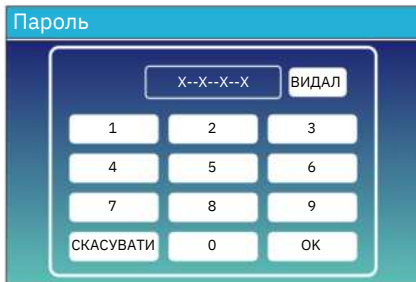 Пароль
X--X--X--X ВИДАЛ
1 2 3
4 5 6
7 8 9
СКАСУВАТИ 0 OK